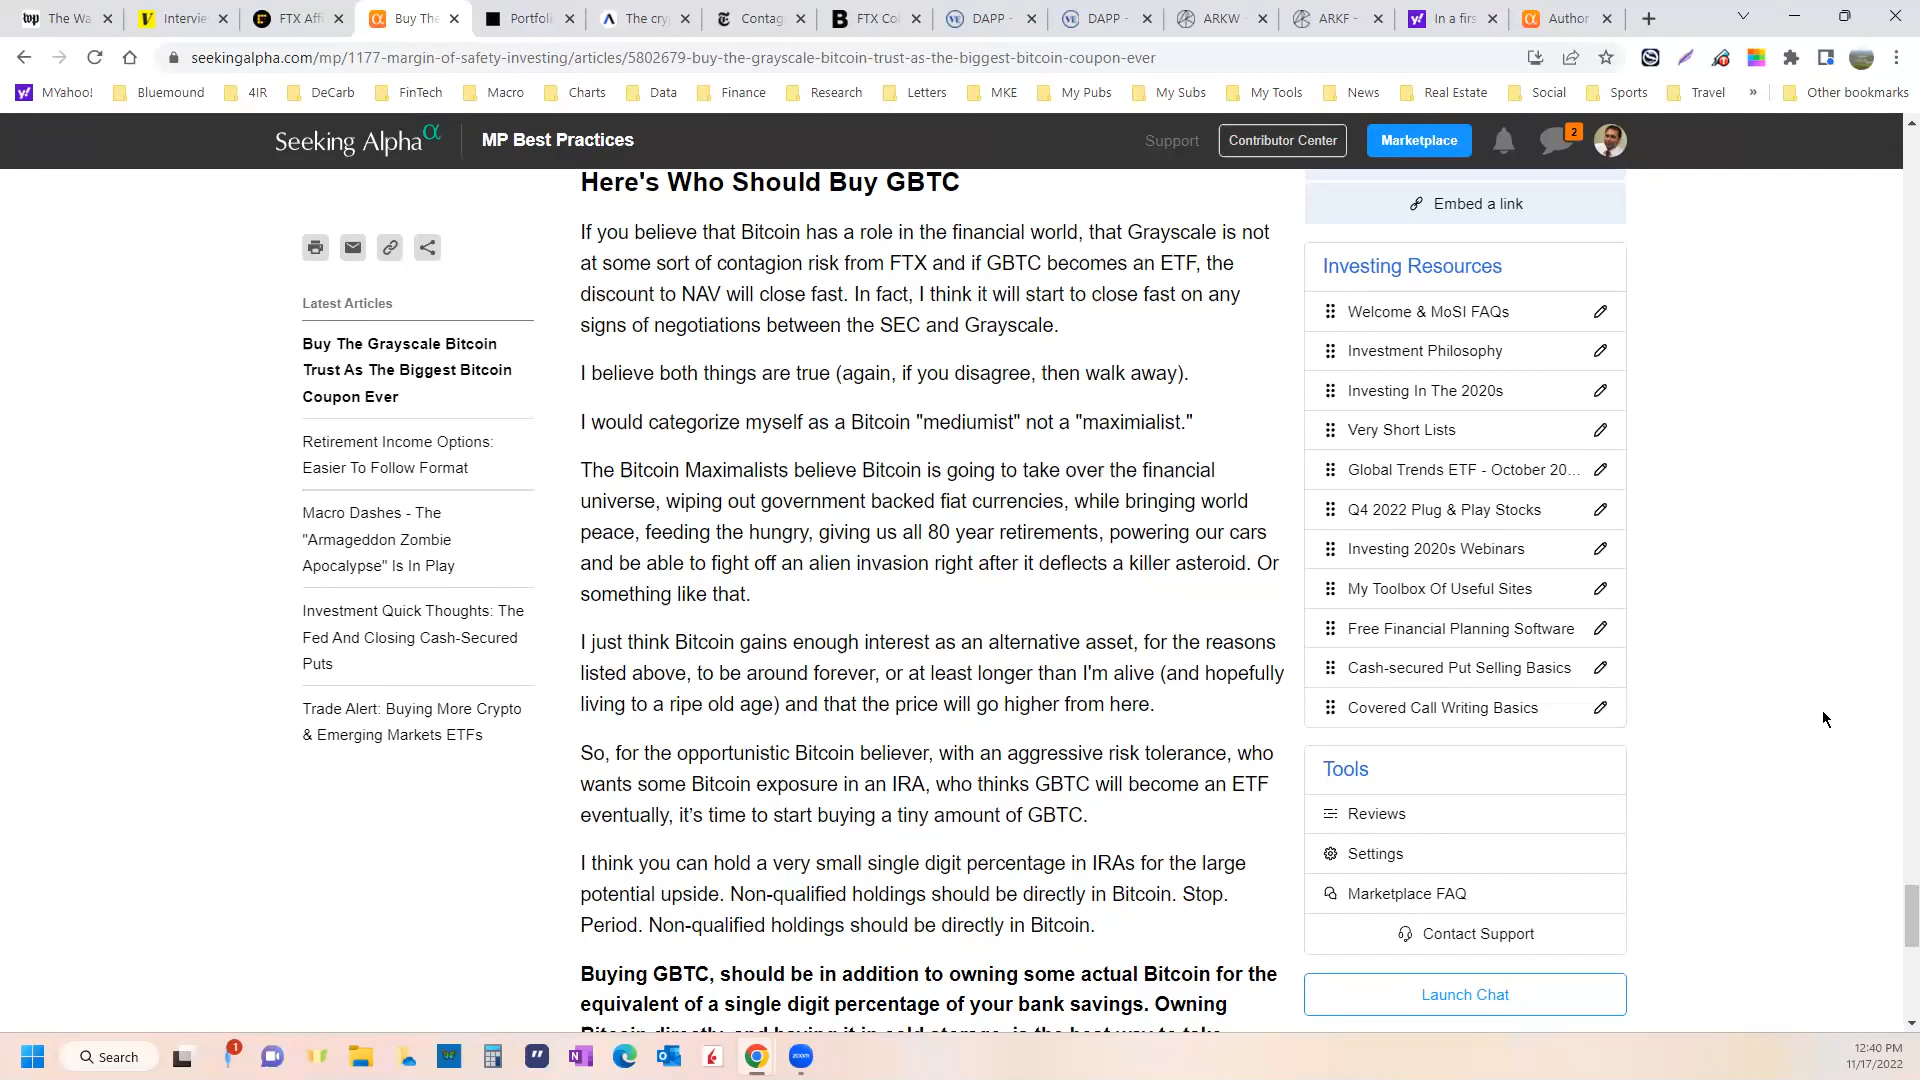 The Wa
Intervie
FTX Aff
Buy The
Portfoli
The cry
Contag
FTX Col
DAPP -
DAPP -
ARKW -
ARKF -
In a firs
Author
seekingalpha.com/mp/1177-margin-of-safety-investing/articles/5802679-buy-the-grayscale-bitcoin-trust-as-the-biggest-bitcoin-coupon-ever
MYahoo!
Bluemound
4IR
DeCarb
FinTech
Macro
Charts
Data
Finance
Research
Letters
MKE
My Pubs
My Subs
My Tools
News
Real Estate
Social
Sports
Travel
»
Other bookmarks
Seeking Alpha α
MP Best Practices
Support
Contributor Center
Marketplace
2
Latest Articles
Buy The Grayscale Bitcoin
Trust As The Biggest Bitcoin
Coupon Ever
Retirement Income Options:
Easier To Follow Format
Macro Dashes - The
"Armageddon Zombie
Apocalypse" Is In Play
Investment Quick Thoughts: The
Fed And Closing Cash-Secured
Puts
Trade Alert: Buying More Crypto
& Emerging Markets ETFs
Here's Who Should Buy GBTC
If you believe that Bitcoin has a role in the financial world, that Grayscale is not
at some sort of contagion risk from FTX and if GBTC becomes an ETF, the
discount to NAV will close fast. In fact, I think it will start to close fast on any
signs of negotiations between the SEC and Grayscale.
I believe both things are true (again, if you disagree, then walk away).
I would categorize myself as a Bitcoin "mediumist" not a "maximialist."
The Bitcoin Maximalists believe Bitcoin is going to take over the financial
universe, wiping out government backed fiat currencies, while bringing world
peace, feeding the hungry, giving us all 80 year retirements, powering our cars
and be able to fight off an alien invasion right after it deflects a killer asteroid. Or
something like that.
I just think Bitcoin gains enough interest as an alternative asset, for the reasons
listed above, to be around forever, or at least longer than I'm alive (and hopefully
living to a ripe old age) and that the price will go higher from here.
So, for the opportunistic Bitcoin believer, with an aggressive risk tolerance, who
wants some Bitcoin exposure in an IRA, who thinks GBTC will become an ETF
eventually, it's time to start buying a tiny amount of GBTC.
I think you can hold a very small single digit percentage in IRAs for the large
potential upside. Non-qualified holdings should be directly in Bitcoin. Stop.
Period. Non-qualified holdings should be directly in Bitcoin.
Buying GBTC, should be in addition to owning some actual Bitcoin for the
equivalent of a single digit percentage of your bank savings. Owning
Bitcoin directly, and having it in cold storage, is the best way to take
Embed a link
Investing Resources
Welcome & MoSI FAQs
Investment Philosophy
Investing In The 2020s
Very Short Lists
Global Trends ETF - October 20...
Q4 2022 Plug & Play Stocks
Investing 2020s Webinars
My Toolbox Of Useful Sites
Free Financial Planning Software
Cash-secured Put Selling Basics
Covered Call Writing Basics
Tools
Reviews
Settings
Marketplace FAQ
Contact Support
Launch Chat
Search
1
zoom
12:40 PM
11/17/2022